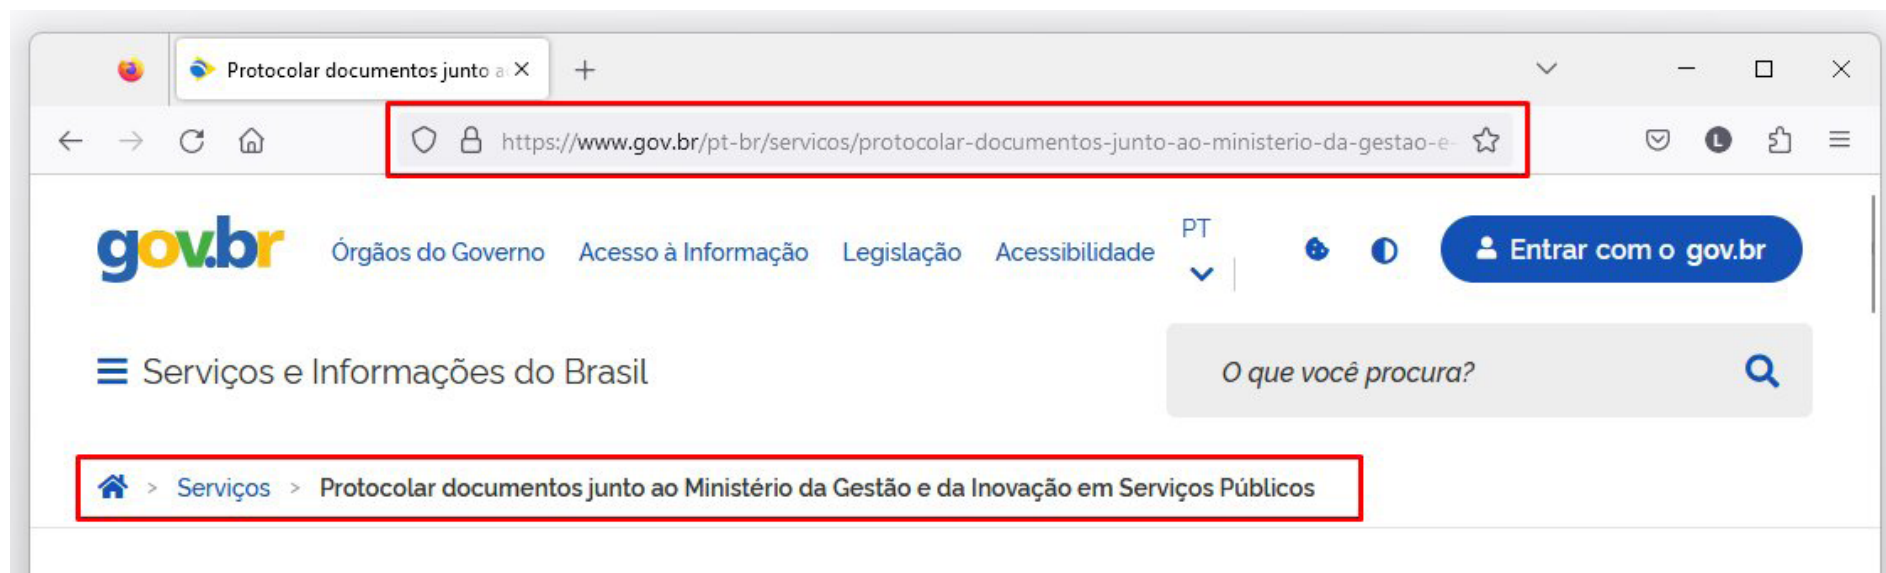 Protocolar documentos junto a
https://www.gov.br/pt-br/servicos/protocolar-documentos-junto-ao-ministerio-da-gestao-e-
L
gov.br
Órgãos do Governo Acesso à Informação Legislação Acessibilidade PT
Entrar com o gov.br
Serviços e Informações do Brasil
O que você procura?
> Serviços > Protocolar documentos junto ao Ministério da Gestão e da Inovação em Serviços Públicos